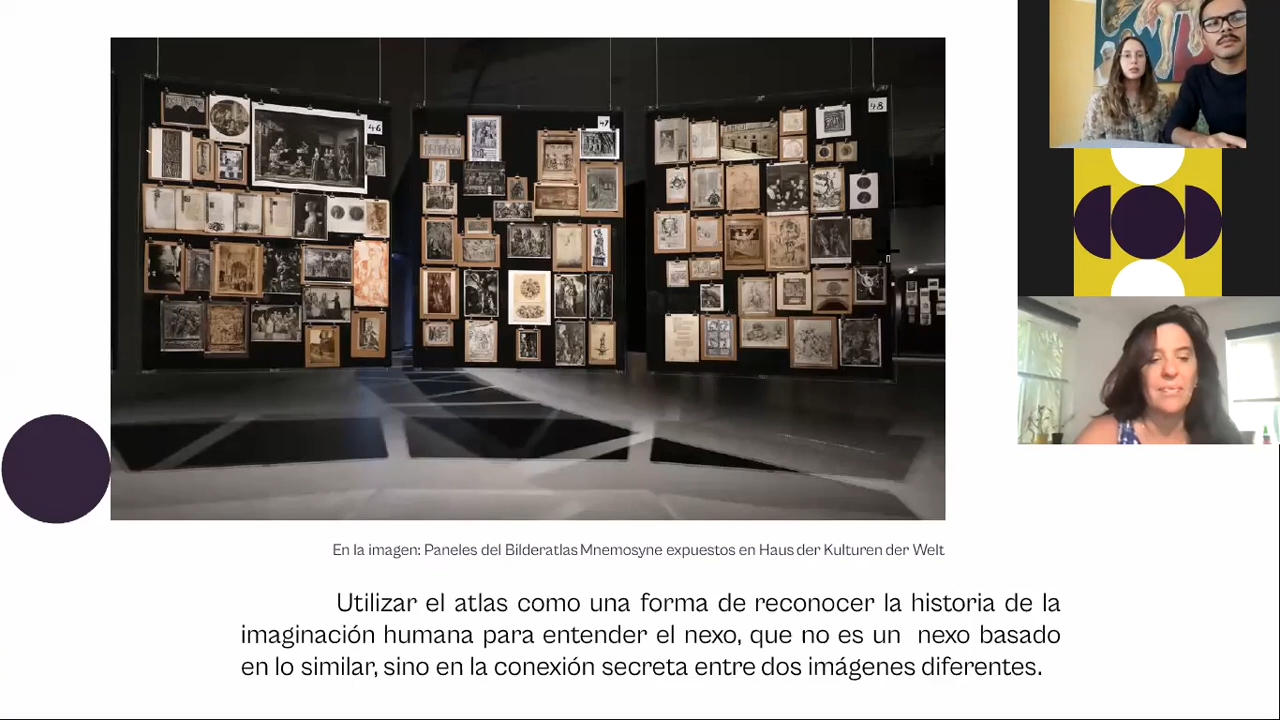 46
47
48
En la imagen: Paneles del Bilderatlas Mnemosyne expuestos en Haus der Kulturen der Welt
Utilizar el atlas como una forma de reconocer la historia de la
imaginación humana para entender el nexo, que no es un nexo basado
en lo similar, sino en la conexión secreta entre dos imágenes diferentes.